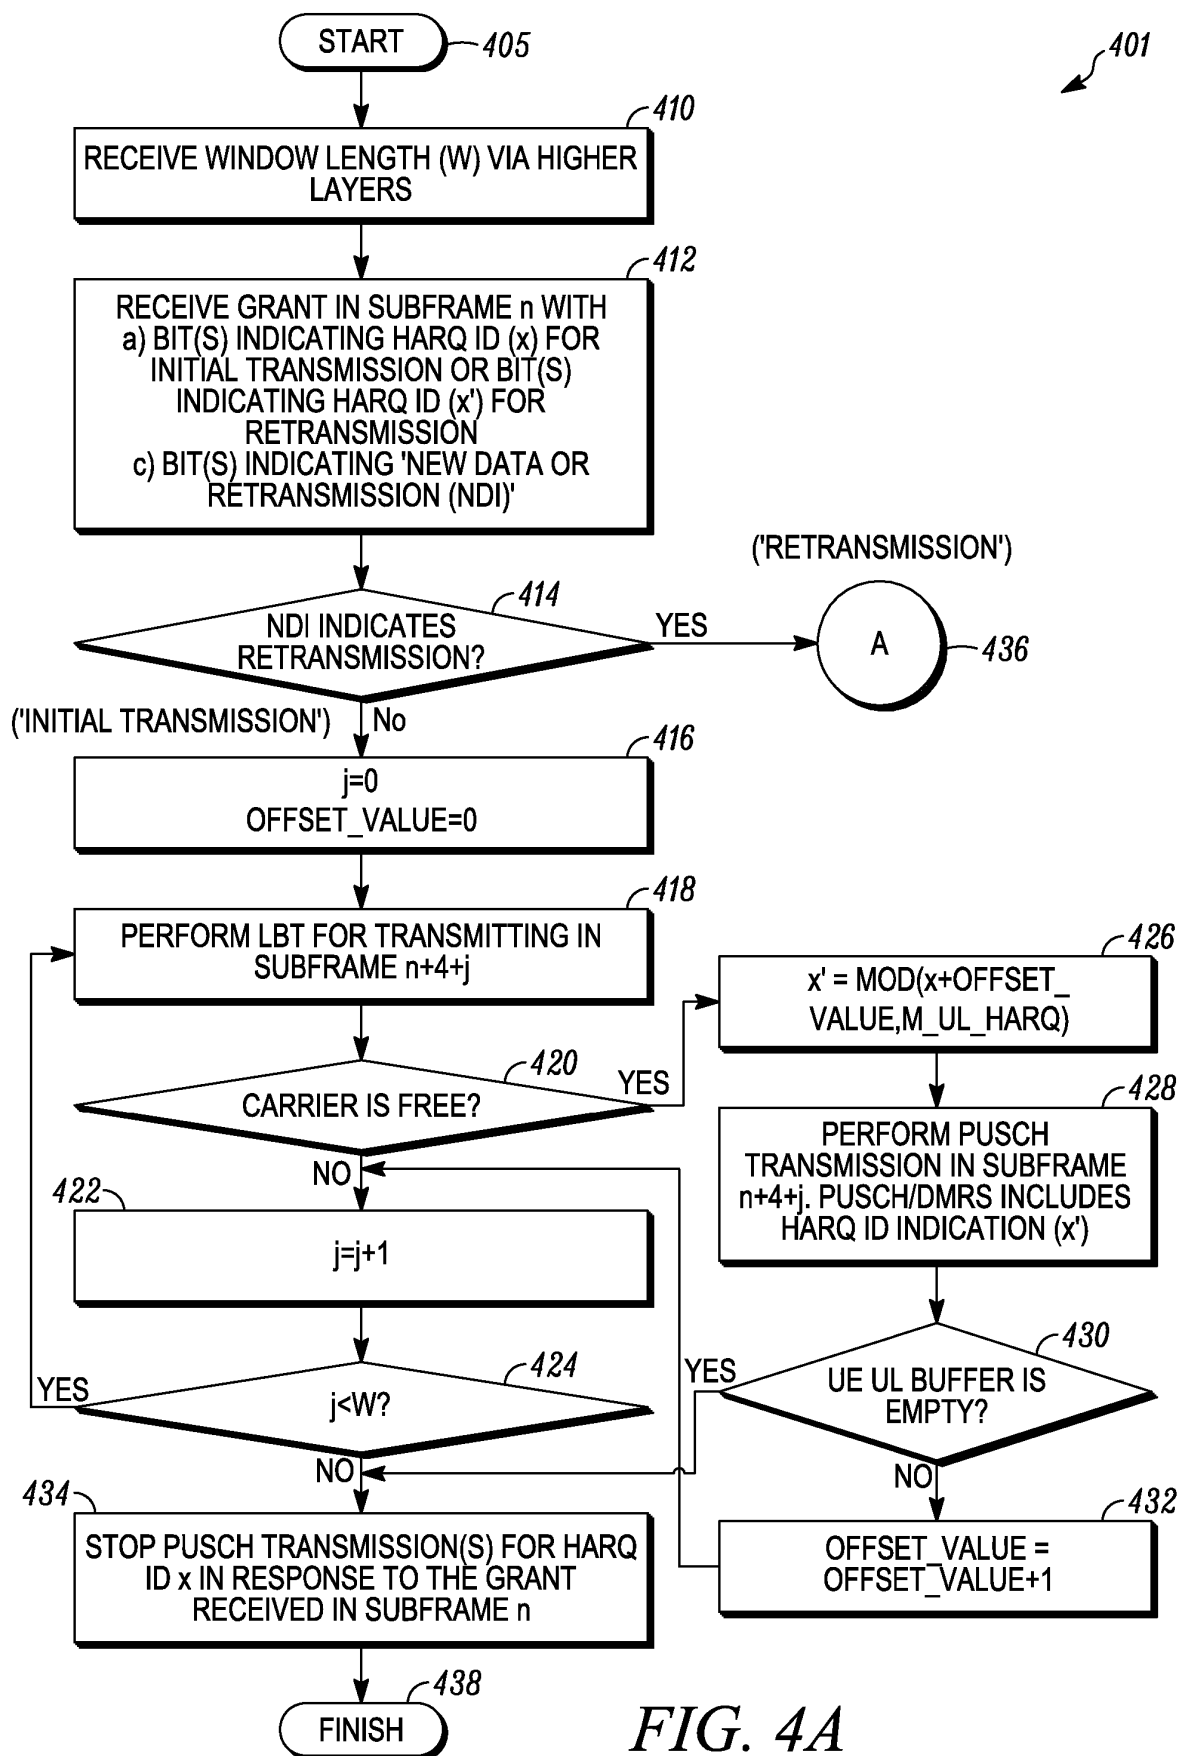 START
405
401
410
RECEIVE WINDOW LENGTH (W) VIA HIGHER
LAYERS
412
RECEIVE GRANT IN SUBFRAME n WITH
a) BIT(S) INDICATING HARQ ID (x) FOR
INITIAL TRANSMISSION OR BIT(S)
INDICATING HARQ ID (x') FOR
RETRANSMISSION
c) BIT(S) INDICATING 'NEW DATA OR
RETRANSMISSION (NDI)'
('RETRANSMISSION')
414
NDI INDICATES
RETRANSMISSION?
YES
A
436
('INITIAL TRANSMISSION')
No
416
j=0
OFFSET_VALUE=0
418
PERFORM LBT FOR TRANSMITTING IN
SUBFRAME n+4+j
426
x' = MOD(x+OFFSET_
VALUE,M_UL_HARQ)
420
CARRIER IS FREE?
YES
NO
428
PERFORM PUSCH
TRANSMISSION IN SUBFRAME
n+4+j. PUSCH/DMRS INCLUDES
HARQ ID INDICATION (x')
422
j=j+1
424
j<W?
YES
NO
430
UE UL BUFFER IS
EMPTY?
YES
NO
432
OFFSET_VALUE =
OFFSET_VALUE+1
434
STOP PUSCH TRANSMISSION(S) FOR HARQ
ID x IN RESPONSE TO THE GRANT
RECEIVED IN SUBFRAME n
438
FINISH
FIG. 4A